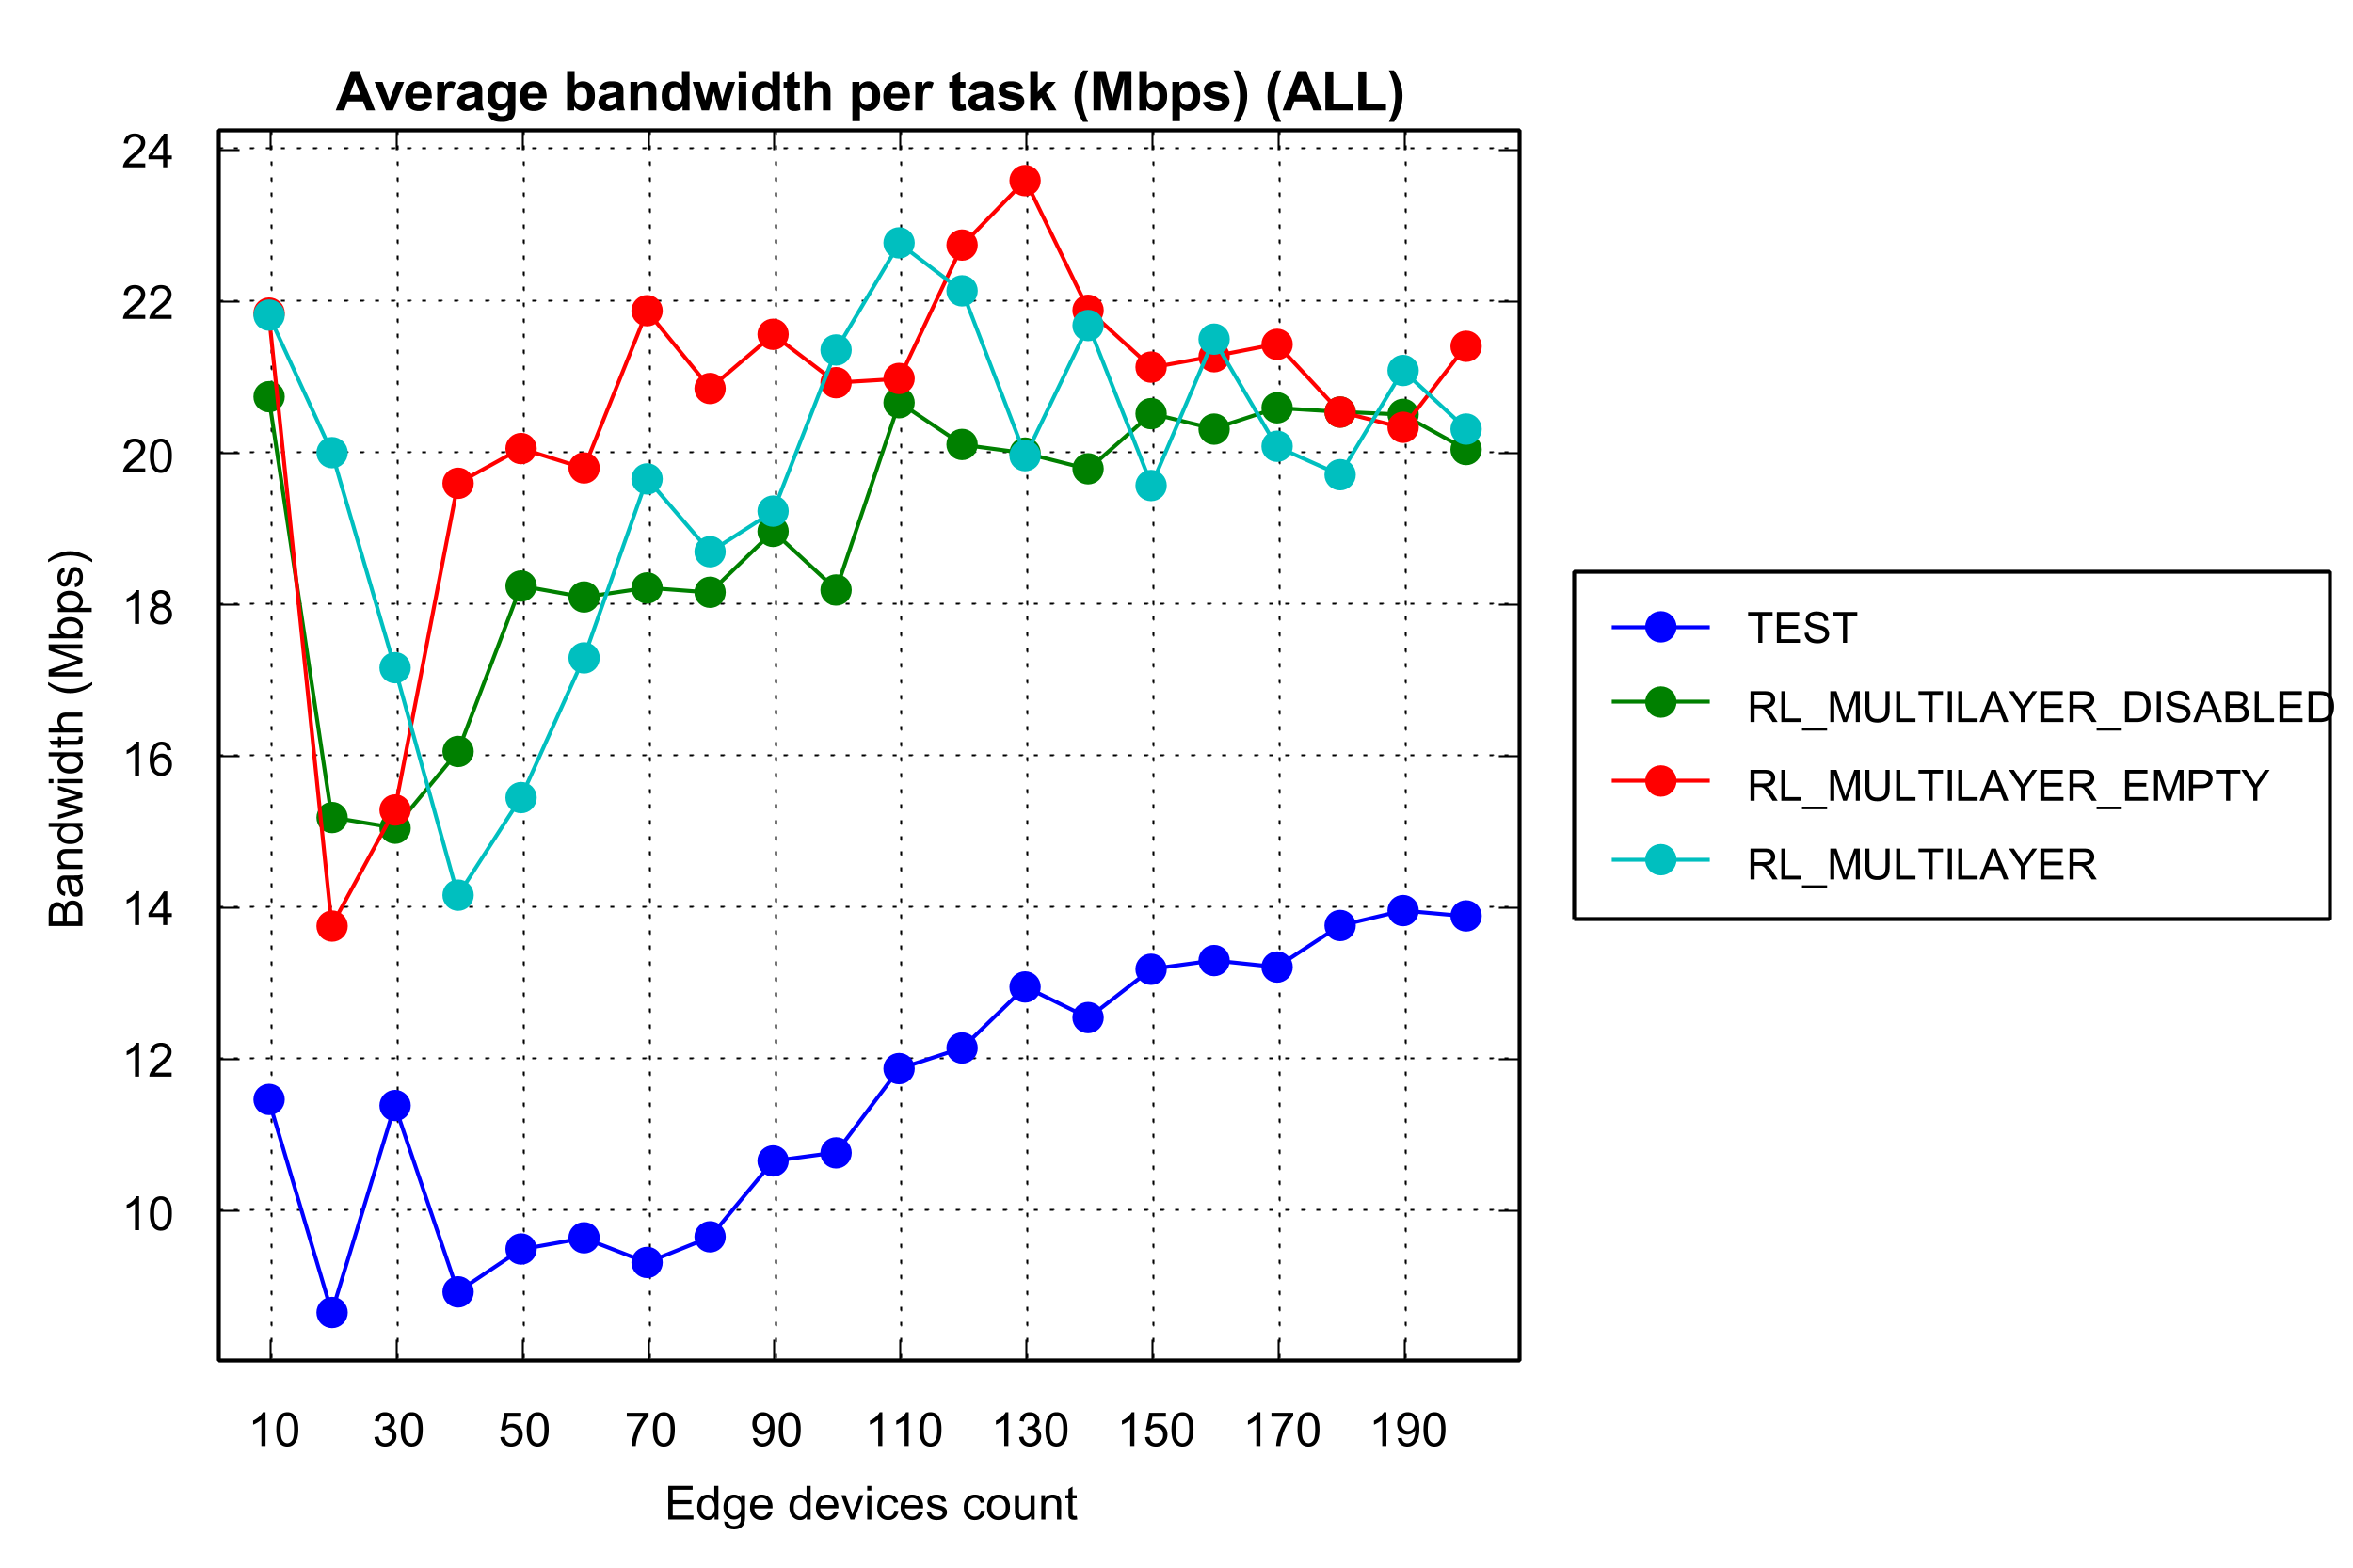 Average bandwidth per task (Mbps) (ALL)
24
22
20
18
16
14
12
10
Bandwidth (Mbps)
10 30 50 70 90 110 130 150 170 190
Edge devices count
TEST
RL_MULTILAYER_DISABLED
RL_MULTILAYER_EMPTY
RL_MULTILAYER